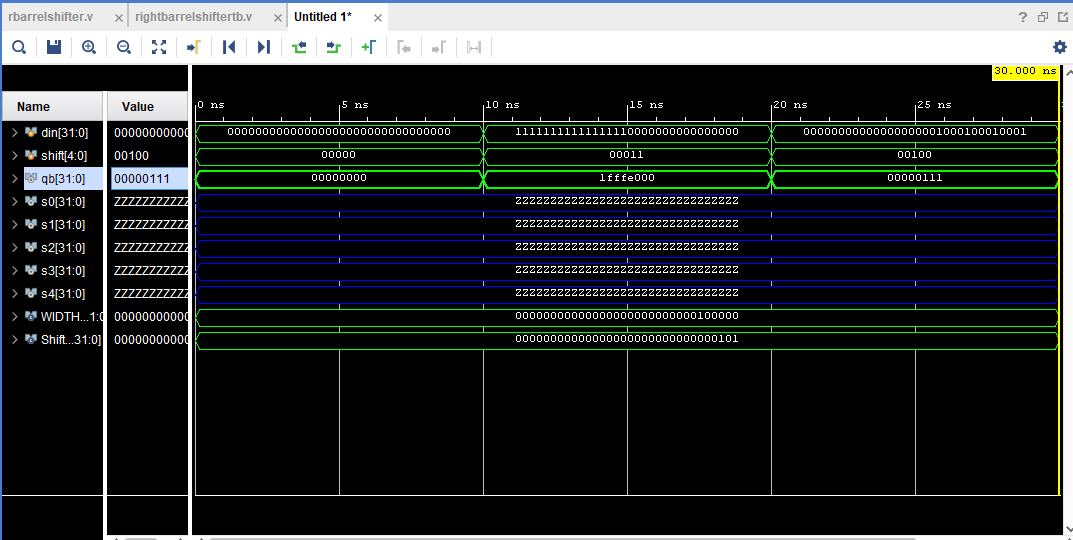 rbarrelshifter.v × rightbarrelshiftertb.v × Untitled 1* ×
30.000 ns
Name Value 0 ns 5 ns 10 ns 15 ns 20 ns 25 ns
din[31:0] 00000000000 00000000000000000000000000000000 11111111111111110000000000000000 00000000000000000001000100010001
shift[4:0] 00100 00000 00011 00100
qb[31:0] 00000111 00000000 1fffe000 00000111
s0[31:0] ZZZZZZZZZZZ ZZZZZZZZZZZZZZZZZZZZZZZZZZZZZZZZ
s1[31:0] ZZZZZZZZZZZ ZZZZZZZZZZZZZZZZZZZZZZZZZZZZZZZZ
s2[31:0] ZZZZZZZZZZZ ZZZZZZZZZZZZZZZZZZZZZZZZZZZZZZZZ
s3[31:0] ZZZZZZZZZZZ ZZZZZZZZZZZZZZZZZZZZZZZZZZZZZZZZ
s4[31:0] ZZZZZZZZZZZ ZZZZZZZZZZZZZZZZZZZZZZZZZZZZZZZZ
WIDTH...1:0] 00000000000 00000000000000000000000000100000
Shift...31:0] 00000000000 00000000000000000000000000000101